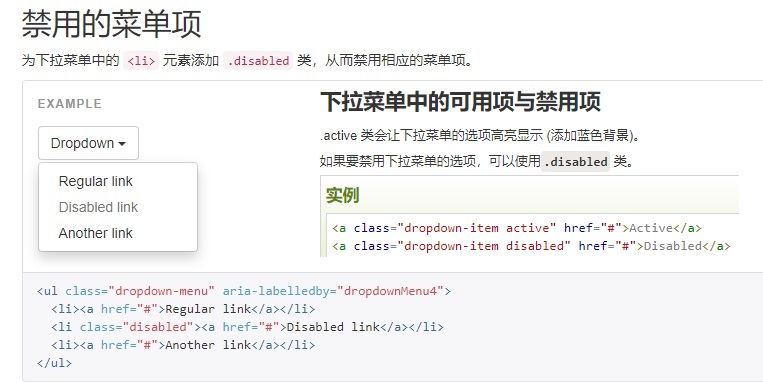 禁用的菜单项
为下拉菜单中的 <li> 元素添加 .disabled 类，从而禁用相应的菜单项。
EXAMPLE
Dropdown
Regular link
Disabled link
Another link
下拉菜单中的可用项与禁用项
.active 类会让下拉菜单的选项高亮显示 (添加蓝色背景)。
如果要禁用下拉菜单的选项，可以使用.disabled 类。
实例
<a class="dropdown-item active" href="#">Active</a>
<a class="dropdown-item disabled" href="#">Disabled</a>
<ul class="dropdown-menu" aria-labelledby="dropdownMenu4">
  <li><a href="#">Regular link</a></li>
  <li class="disabled"><a href="#">Disabled link</a></li>
  <li><a href="#">Another link</a></li>
</ul>